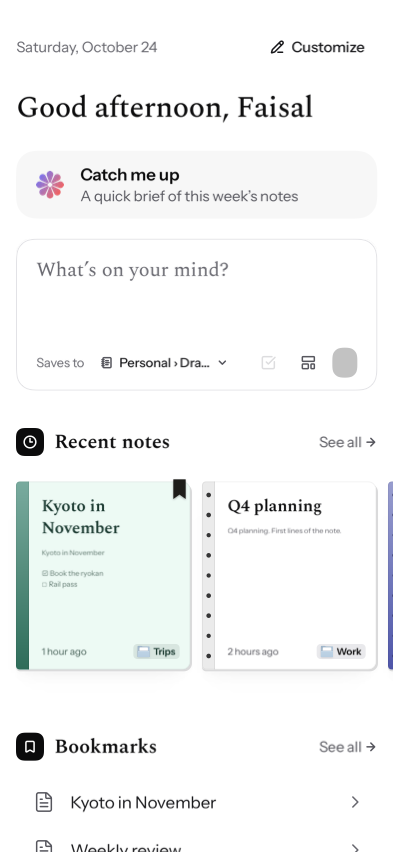 Saturday, October 24
Customize
Good afternoon, Faisal
Catch me up
A quick brief of this week's notes
What's on your mind?
Saves to
Personal › Dra...
Recent notes
See all →
Kyoto in
November
Kyoto in November
☑ Book the ryokan
☐ Rail pass
1 hour ago
Trips
Q4 planning
Q4 planning. First lines of the note.
2 hours ago
Work
Bookmarks
See all →
Kyoto in November
Weekly review